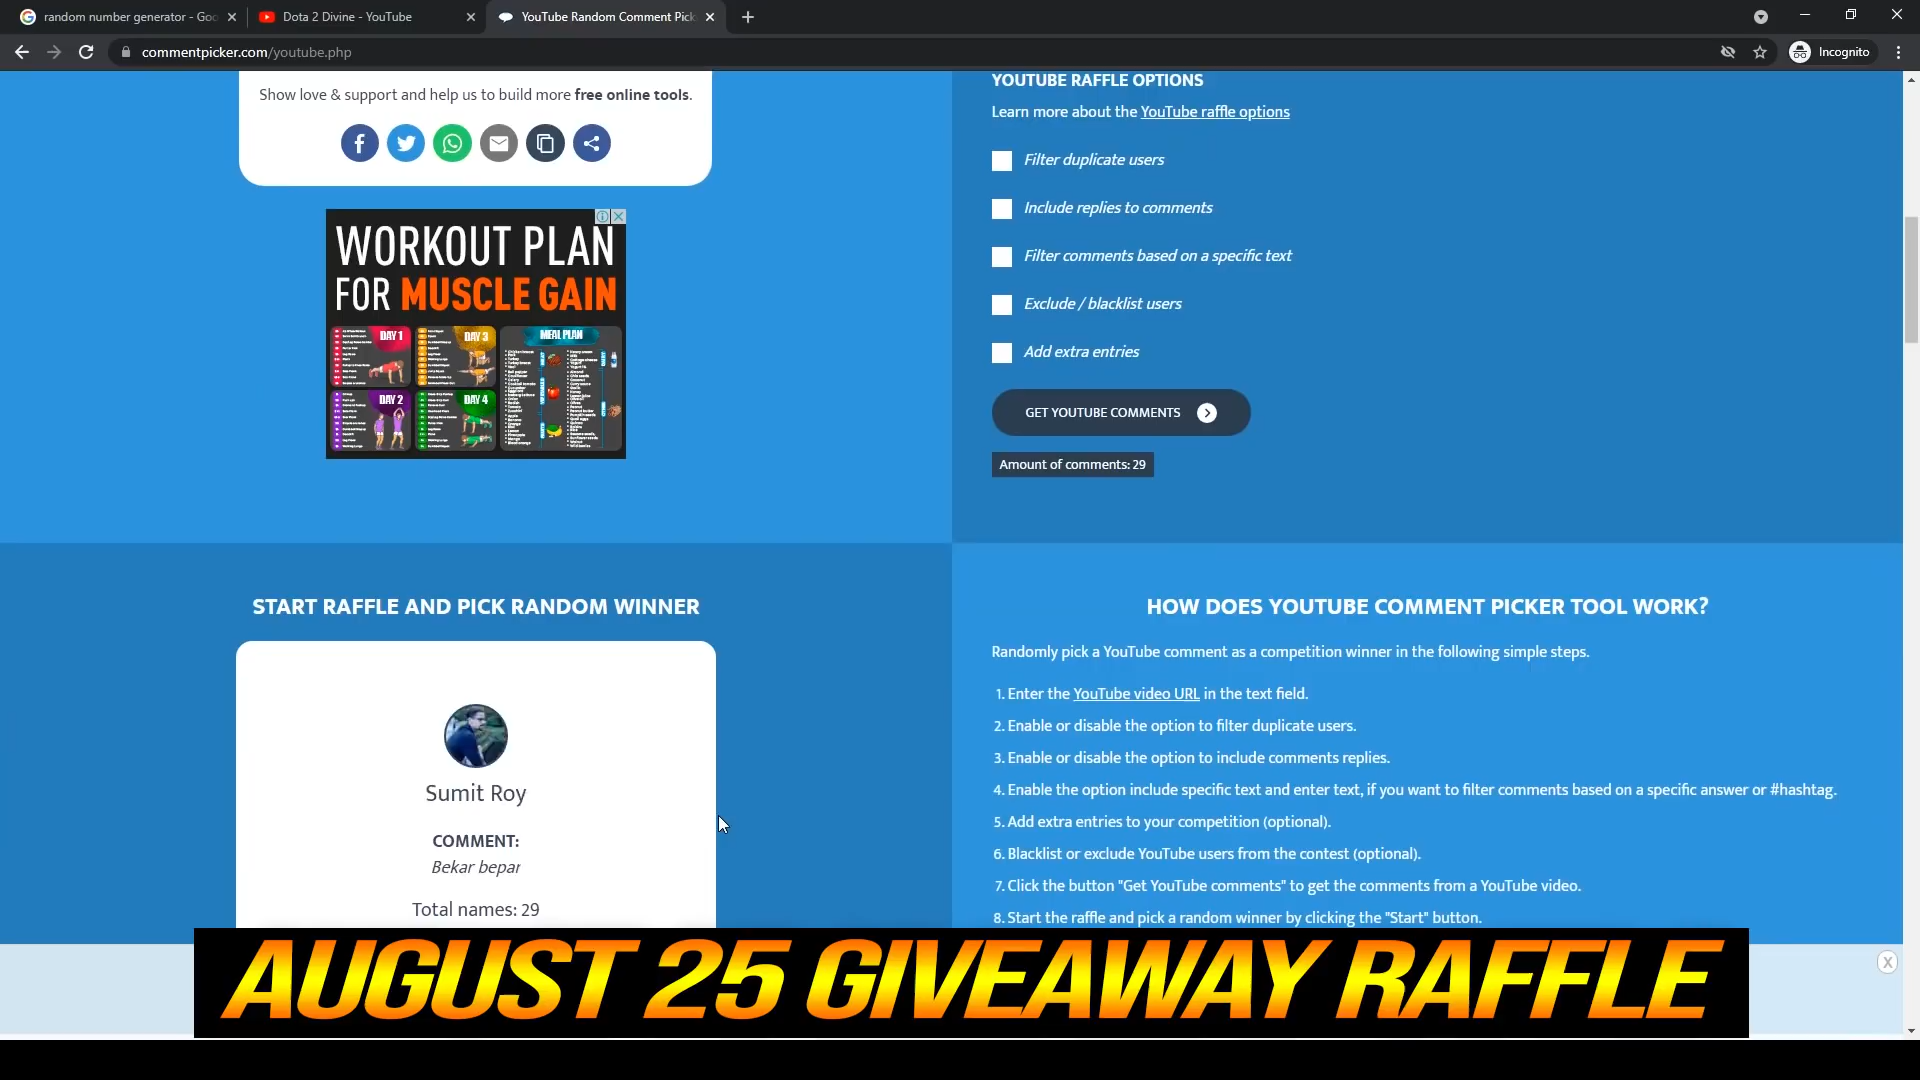 random number generator - Goo
Dota 2 Divine - YouTube
YouTube Random Comment Pick
commentpicker.com/youtube.php
Incognito
Show love & support and help us to build more free online tools.
WORKOUT PLAN
FOR MUSCLE GAIN
DAY 1
DAY 3
MEAL PLAN
DAY 2
DAY 4
YOUTUBE RAFFLE OPTIONS
Learn more about the YouTube raffle options
Filter duplicate users
Include replies to comments
Filter comments based on a specific text
Exclude / blacklist users
Add extra entries
GET YOUTUBE COMMENTS
Amount of comments: 29
START RAFFLE AND PICK RANDOM WINNER
Sumit Roy
COMMENT:
Bekar bepar
Total names: 29
HOW DOES YOUTUBE COMMENT PICKER TOOL WORK?
Randomly pick a YouTube comment as a competition winner in the following simple steps.
1. Enter the YouTube video URL in the text field.
2. Enable or disable the option to filter duplicate users.
3. Enable or disable the option to include comments replies.
4. Enable the option include specific text and enter text, if you want to filter comments based on a specific answer or #hashtag.
5. Add extra entries to your competition (optional).
6. Blacklist or exclude YouTube users from the contest (optional).
7. Click the button "Get YouTube comments" to get the comments from a YouTube video.
8. Start the raffle and pick a random winner by clicking the "Start" button.
X
AUGUST 25 GIVEAWAY RAFFLE